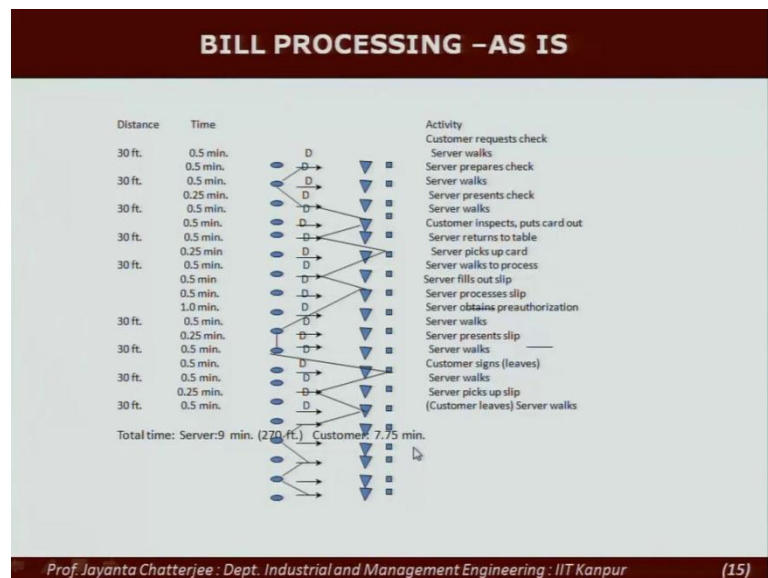 BILL PROCESSING –AS IS
Distance Time Activity
Customer requests check
30 ft. 0.5 min. D Server walks
0.5 min. D Server prepares check
30 ft. 0.5 min. D Server walks
0.25 min. D Server presents check
30 ft. 0.5 min. D Server walks
0.5 min. D Customer inspects, puts card out
30 ft. 0.5 min. D Server returns to table
0.25 min D Server picks up card
30 ft. 0.5 min. D Server walks to process
0.5 min D Server fills out slip
0.5 min. D Server processes slip
1.0 min. D Server obtains preauthorization
30 ft. 0.5 min. D Server walks
0.25 min. D Server presents slip
30 ft. 0.5 min. D Server walks
0.5 min. D Customer signs (leaves)
30 ft. 0.5 min. D Server walks
0.25 min. D Server picks up slip
30 ft. 0.5 min. D (Customer leaves) Server walks
Total time: Server:9 min. (270 ft.) Customer: 7.75 min.
Prof. Jayanta Chatterjee : Dept. Industrial and Management Engineering : IIT Kanpur (15)